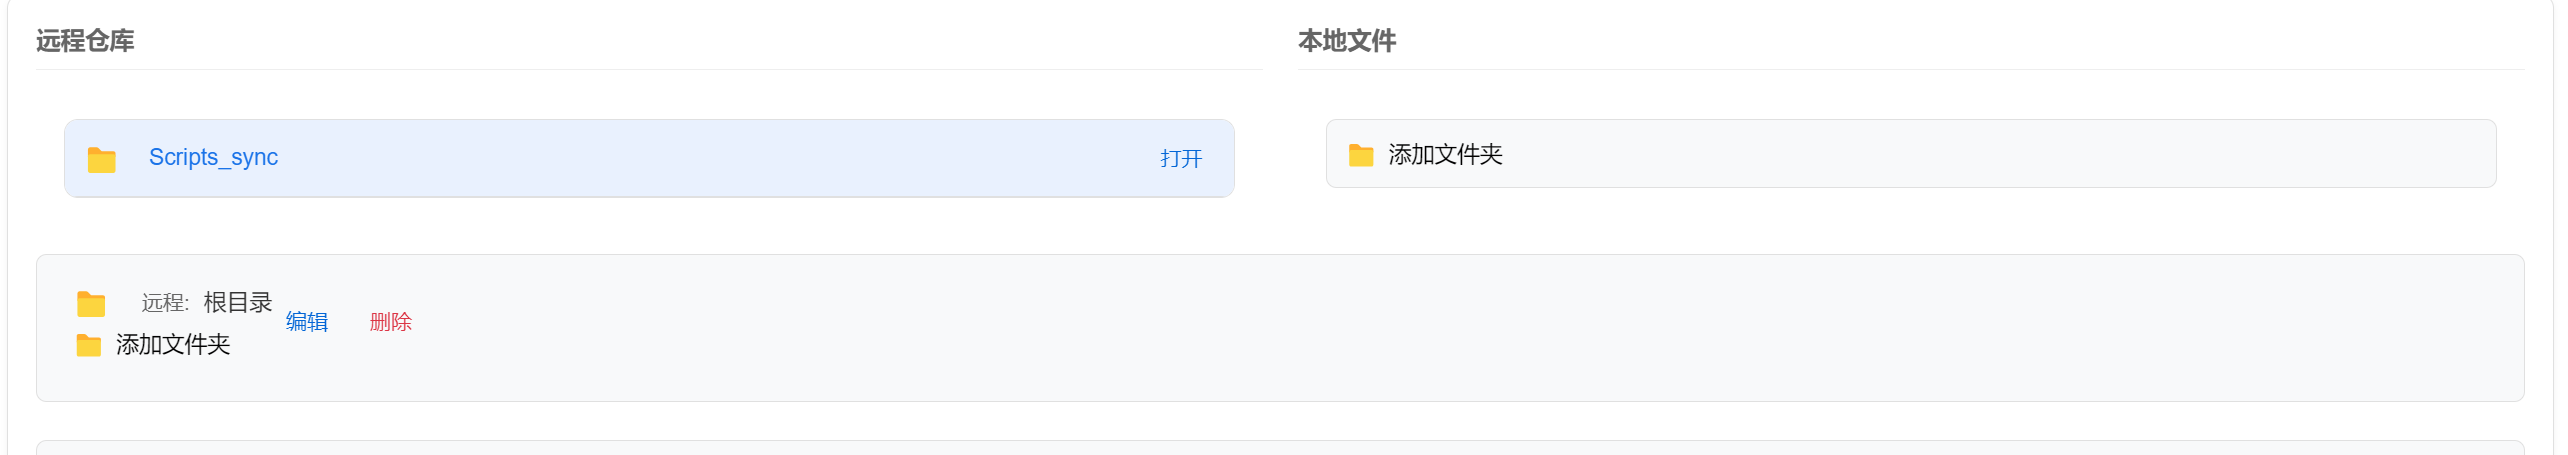 远程仓库
本地文件
Scripts_sync 打开
添加文件夹
远程: 根目录
编辑 删除
添加文件夹